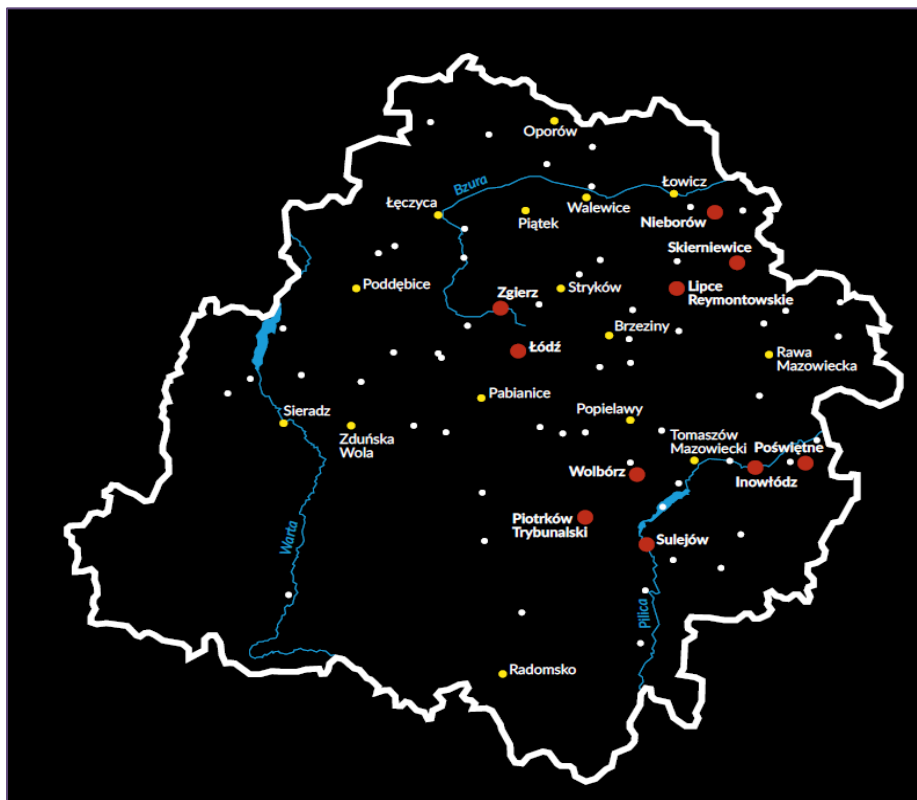 Oporów
Bzura
Łowicz
Łęczyca
Walewice
Piątek
Nieborów
Skierniewice
Poddębice
Stryków
Lipce
Reymontowskie
Zgierz
Brzeziny
Łódź
Rawa
Mazowiecka
Pabianice
Popielawy
Sieradz
Zduńska
Wola
Tomaszów
Mazowiecki
Poświętne
Wolbórz
Inowłódz
Piotrków
Trybunalski
Warta
Sulejów
Pilica
Radomsko